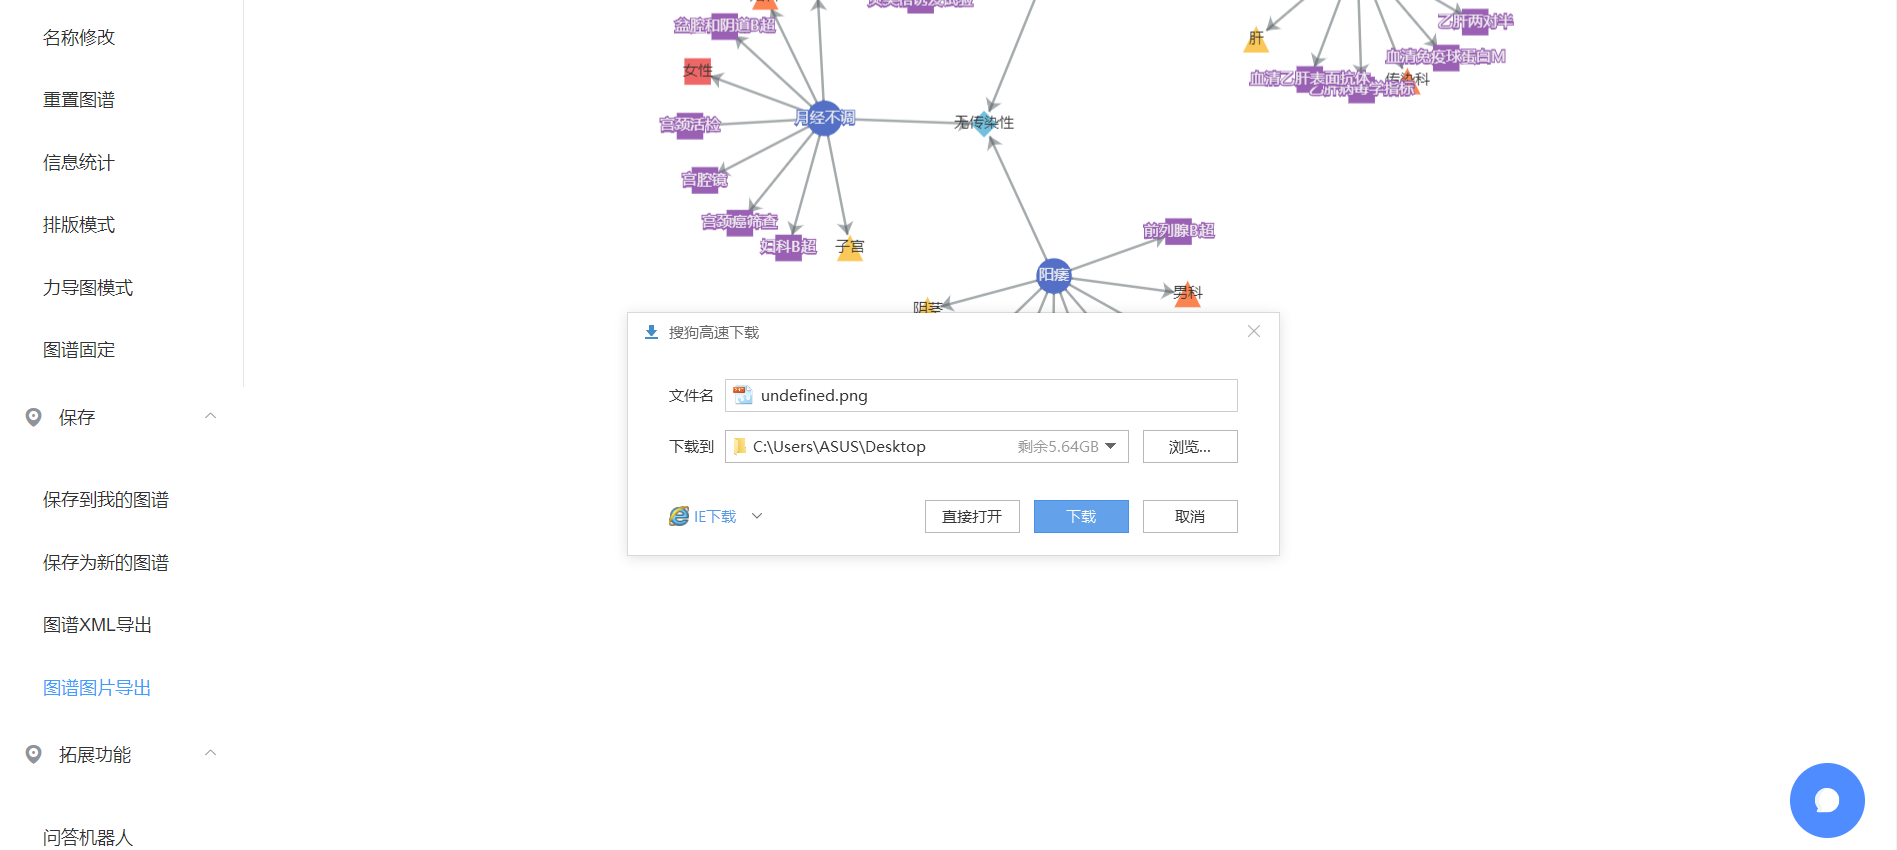 名称修改
重置图谱
信息统计
排版模式
力导图模式
图谱固定
保存
保存到我的图谱
保存为新的图谱
图谱XML导出
图谱图片导出
拓展功能
问答机器人
盆腔和阴道B超
女性
月经不调
宫颈活检
宫腔镜
宫颈癌筛查
妇科B超
子宫
无传染性
阳痿
前列腺B超
男科
阴茎
乙肝两对半
肝
血清免疫球蛋白M
血清乙肝表面抗体
传染科
乙肝病毒学指标
搜狗高速下载
文件名 undefined.png
下载到 C:\Users\ASUS\Desktop 剩余5.64GB 浏览...
IE下载 直接打开 下载 取消